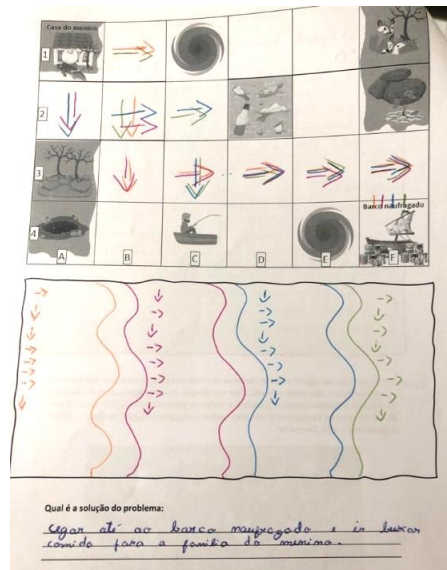 Casa do menino
1
2
3
Barco naufragado
4
A B C D E F
Qual é a solução do problema:
Cegar até ao barco naufragado e ir buscar
comida para a família do menino.